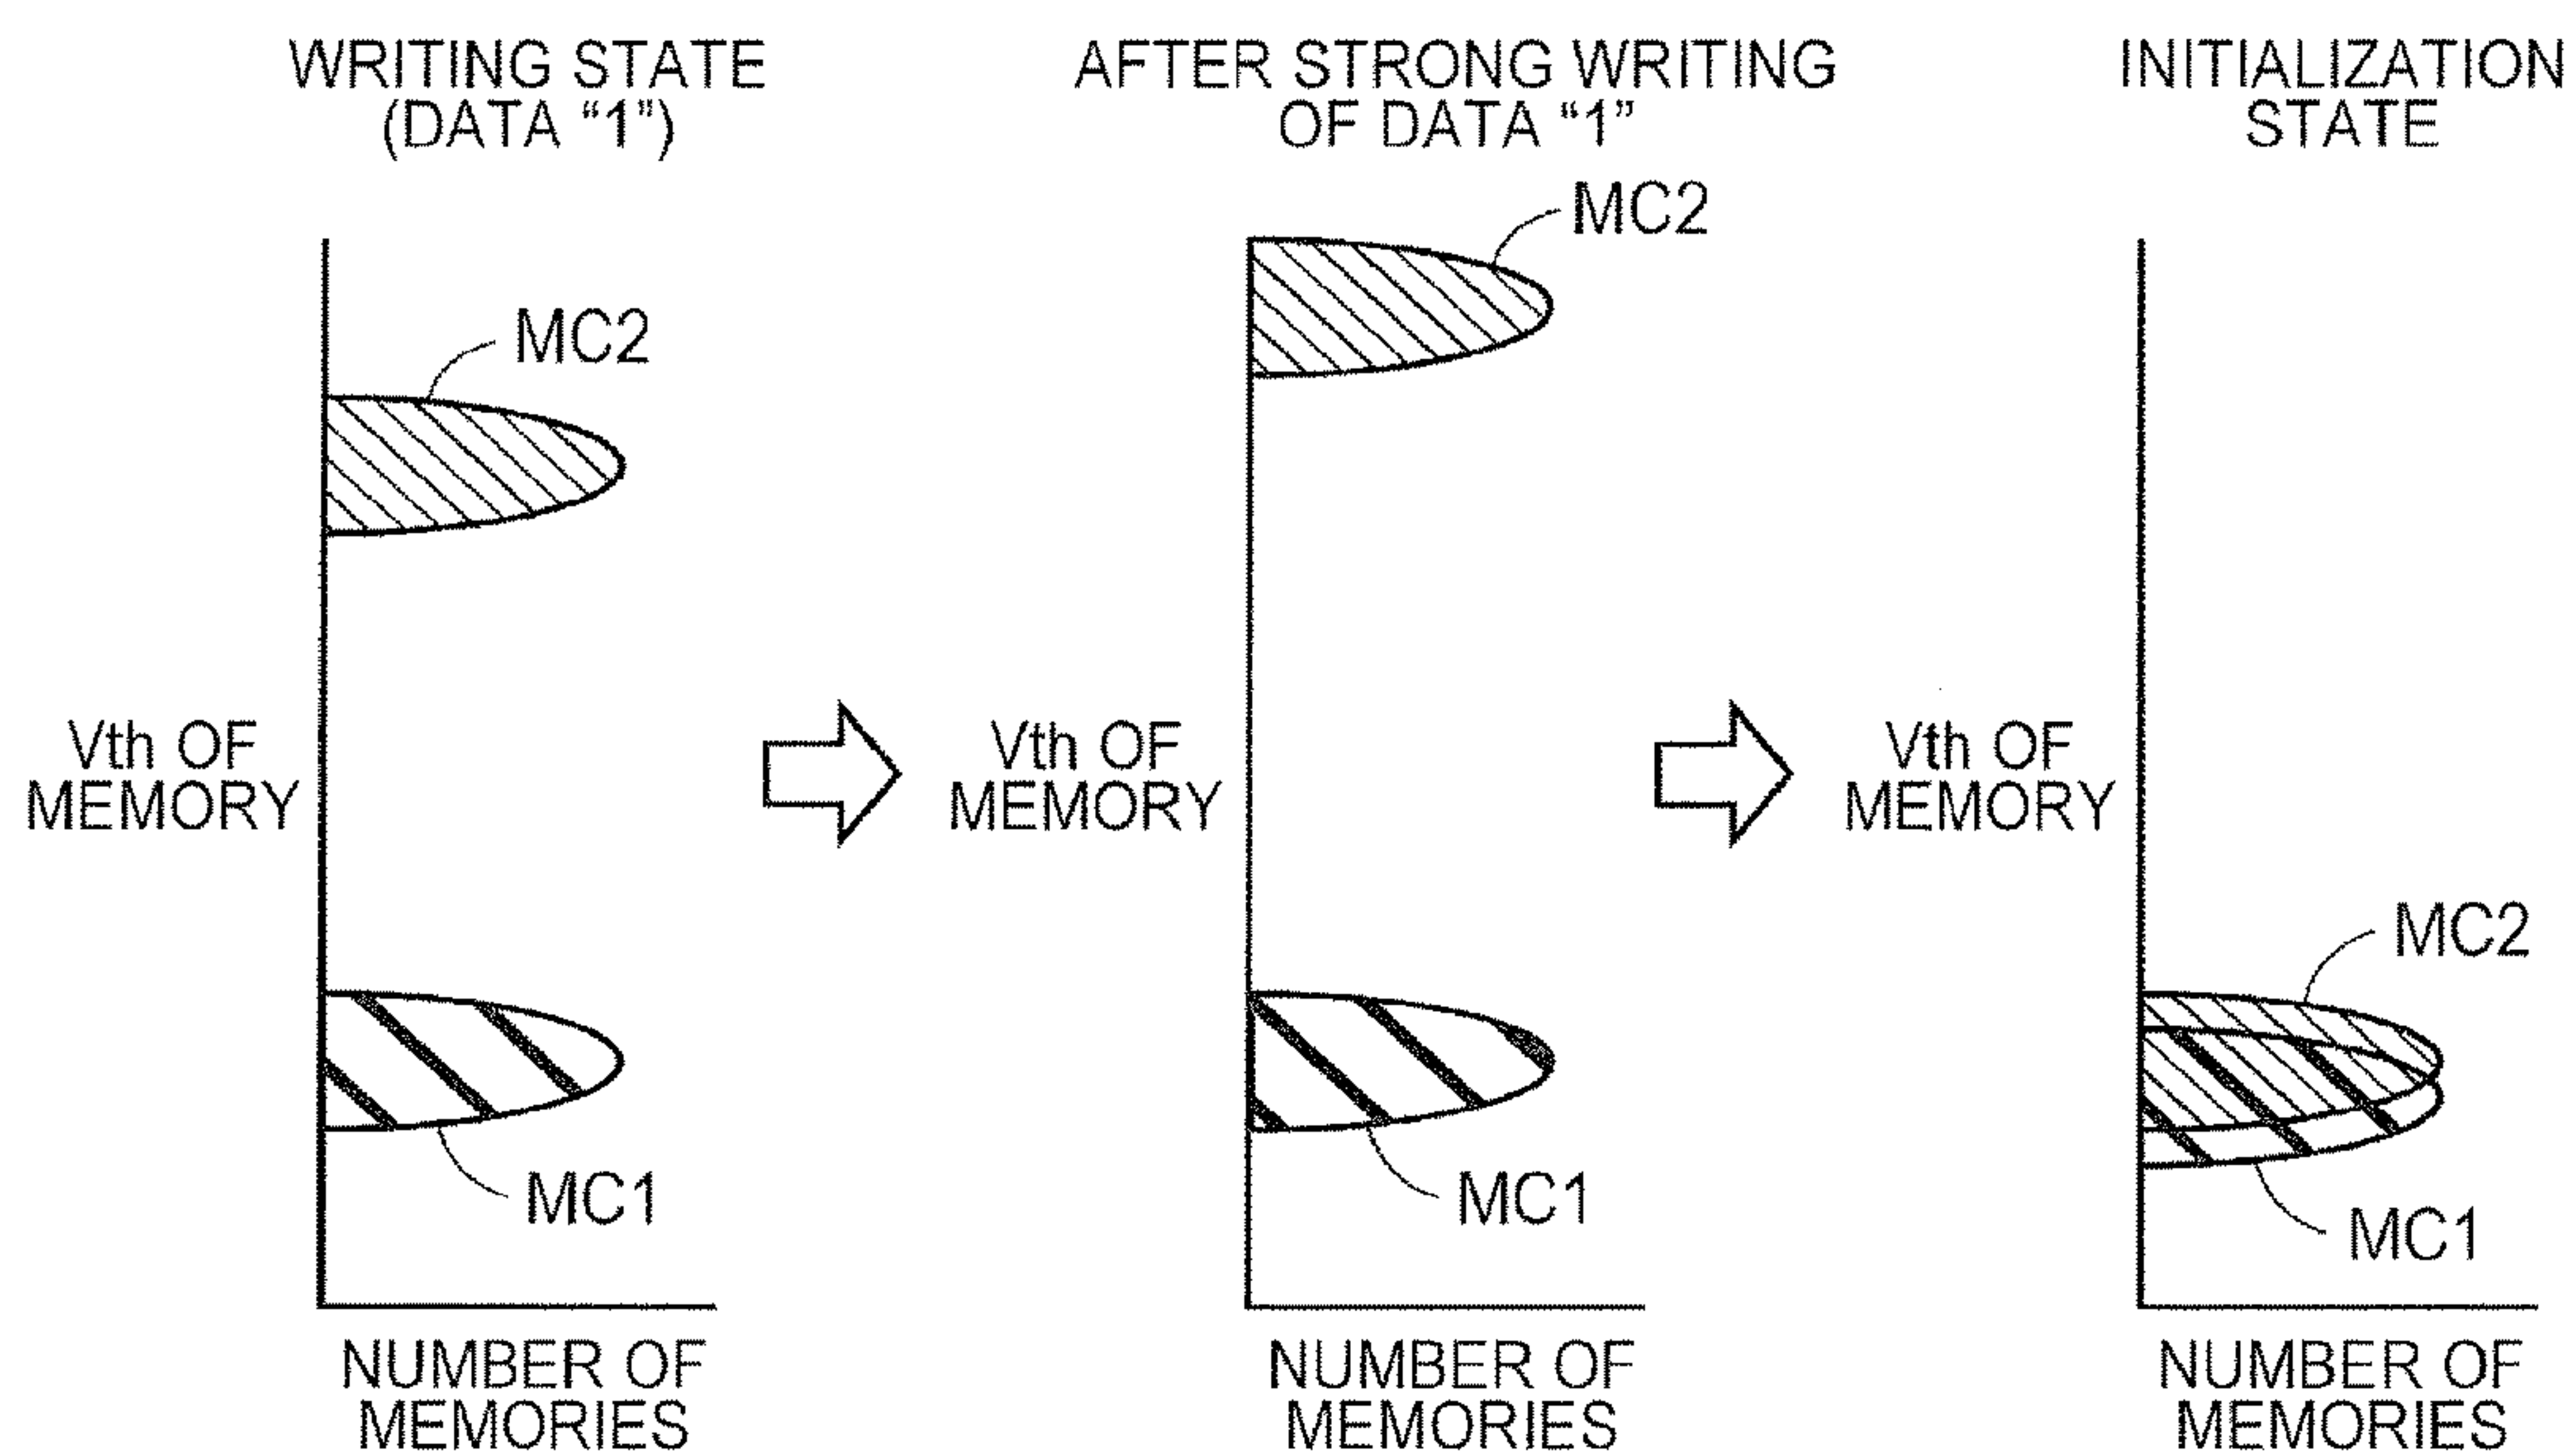 WRITING STATE
(DATA “1”)
MC2
Vth OF
MEMORY
MC1
NUMBER OF
MEMORIES
AFTER STRONG WRITING
OF DATA “1”
MC2
Vth OF
MEMORY
MC1
NUMBER OF
MEMORIES
INITIALIZATION
STATE
Vth OF
MEMORY
MC2
MC1
NUMBER OF
MEMORIES